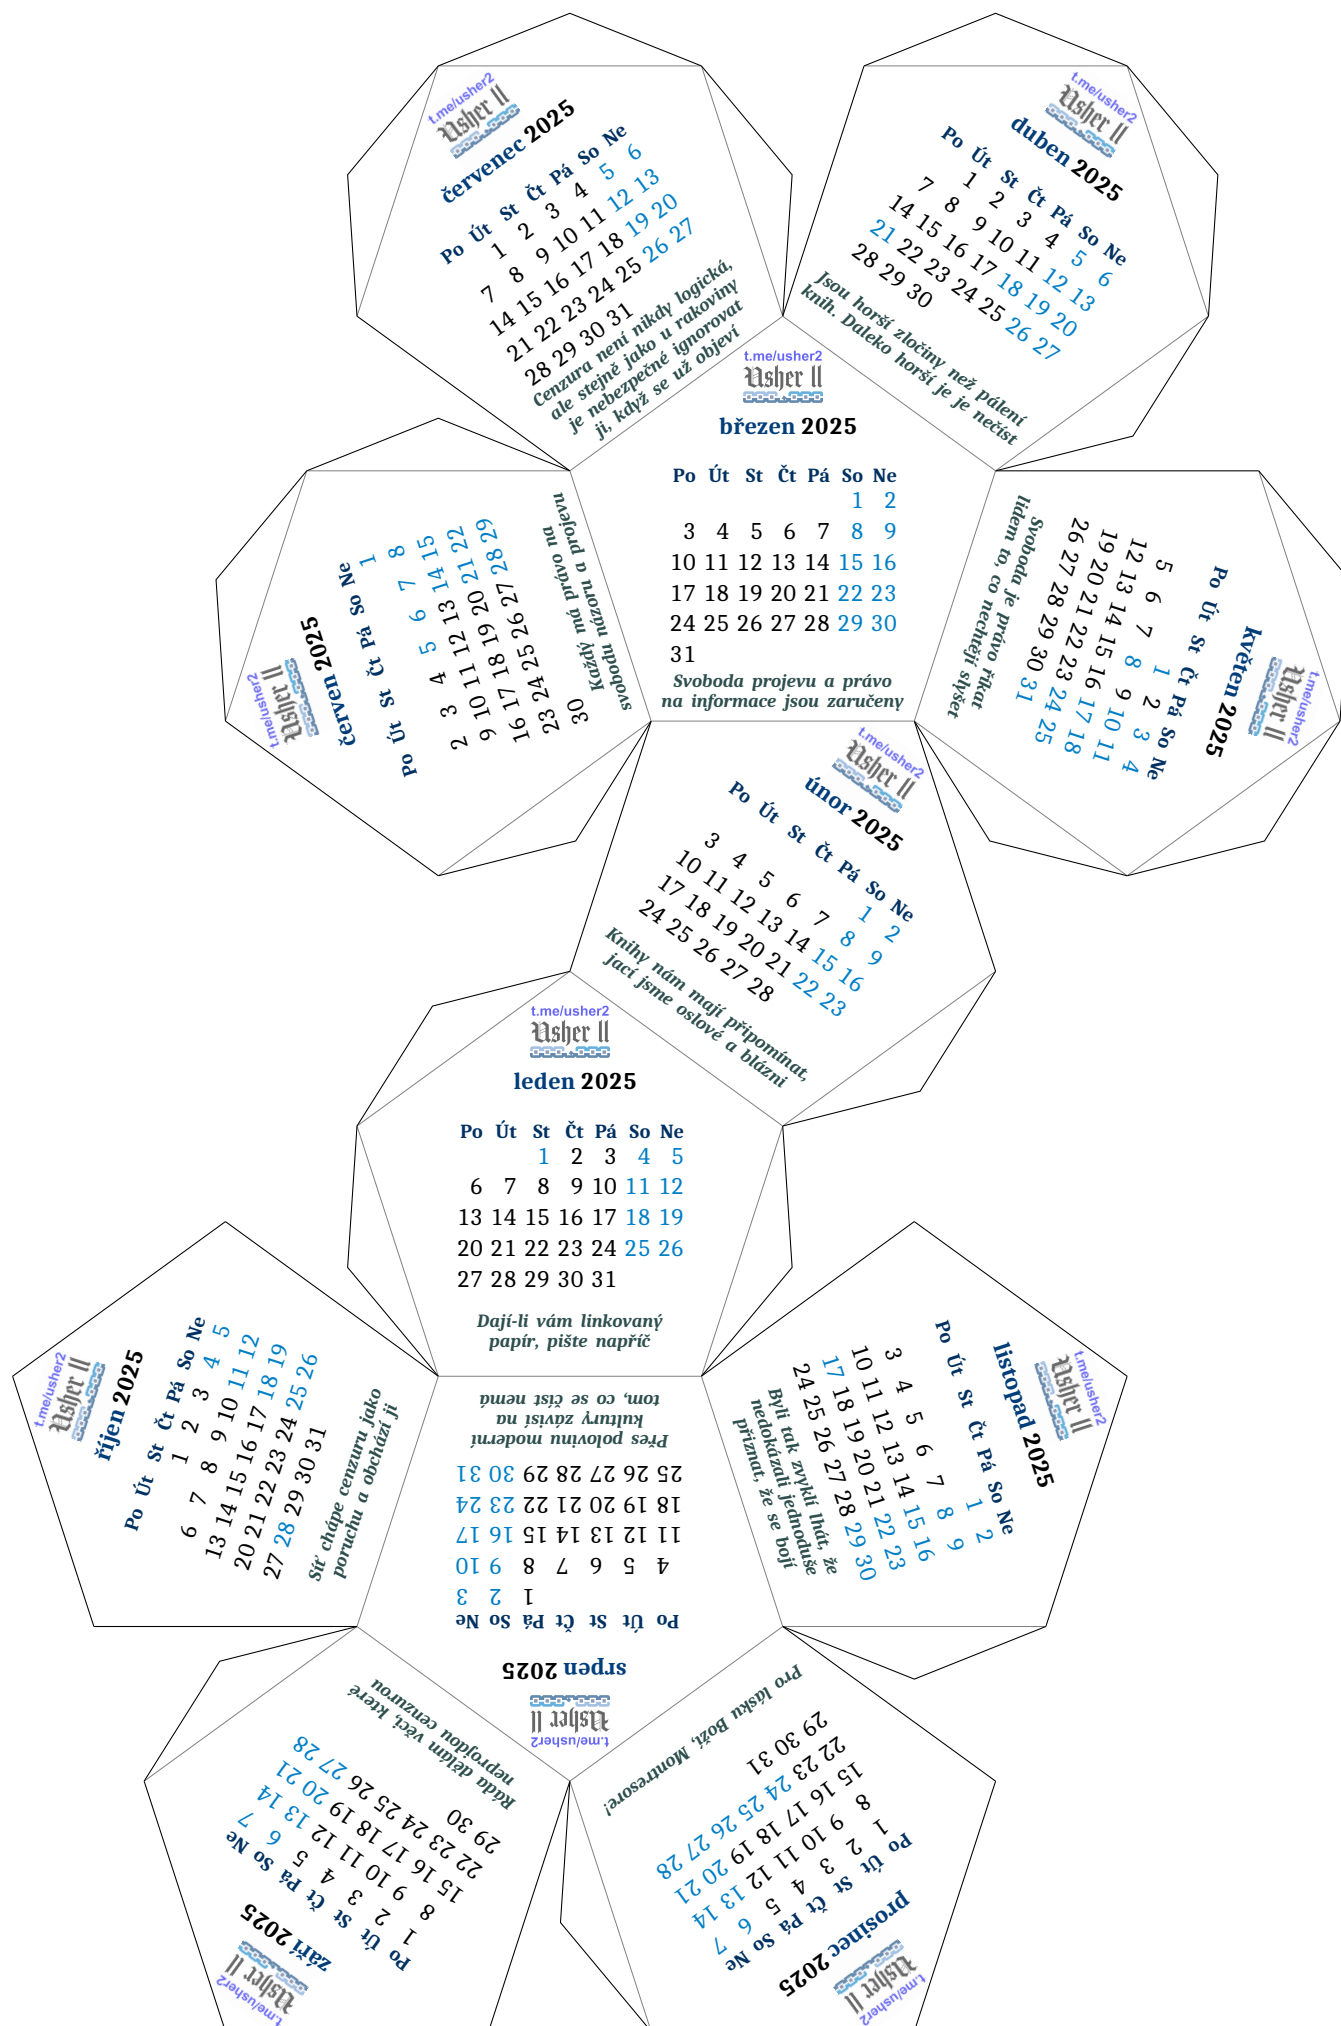 t.me/usher2
Usher II
červenec 2025
Po Út St Čt Pá So Ne
1 2 3 4 5 6
7 8 9 10 11 12 13
14 15 16 17 18 19 20
21 22 23 24 25 26 27
28 29 30 31
Cenzura není nikdy logická,
ale stejně jako u rakoviny
je nebezpečné ignorovat
ji, když se už objeví
t.me/usher2
Usher II
duben 2025
Po Út St Čt Pá So Ne
1 2 3 4 5 6
7 8 9 10 11 12 13
14 15 16 17 18 19 20
21 22 23 24 25 26 27
28 29 30
Jsou horší zločiny než pálení
knih. Daleko horší je je nečíst
t.me/usher2
Usher II
březen 2025
Po Út St Čt Pá So Ne
1 2
3 4 5 6 7 8 9
10 11 12 13 14 15 16
17 18 19 20 21 22 23
24 25 26 27 28 29 30
31
Svoboda projevu a právo
na informace jsou zaručeny
t.me/usher2
Usher II
červen 2025
Po Út St Čt Pá So Ne
1
2 3 4 5 6 7 8
9 10 11 12 13 14 15
16 17 18 19 20 21 22
23 24 25 26 27 28 29
30
Každý má právo na
svobodu názoru a projevu
t.me/usher2
Usher II
květen 2025
Po Út St Čt Pá So Ne
1 2 3 4
5 6 7 8 9 10 11
12 13 14 15 16 17 18
19 20 21 22 23 24 25
26 27 28 29 30 31
Svoboda je právo říkat
lidem to, co nechtějí slyšet
t.me/usher2
Usher II
únor 2025
Po Út St Čt Pá So Ne
1 2
3 4 5 6 7 8 9
10 11 12 13 14 15 16
17 18 19 20 21 22 23
24 25 26 27 28
Knihy nám mají připomínat,
jací jsme oslové a blázni
t.me/usher2
Usher II
leden 2025
Po Út St Čt Pá So Ne
1 2 3 4 5
6 7 8 9 10 11 12
13 14 15 16 17 18 19
20 21 22 23 24 25 26
27 28 29 30 31
Dají-li vám linkovaný
papír, pište napříč
t.me/usher2
Usher II
říjen 2025
Po Út St Čt Pá So Ne
1 2 3 4 5
6 7 8 9 10 11 12
13 14 15 16 17 18 19
20 21 22 23 24 25 26
27 28 29 30 31
Síť chápe cenzuru jako
poruchu a obchází ji
t.me/usher2
Usher II
listopad 2025
Po Út St Čt Pá So Ne
1 2
3 4 5 6 7 8 9
10 11 12 13 14 15 16
17 18 19 20 21 22 23
24 25 26 27 28 29 30
Byli tak zvyklí lhát, že
nedokázali jednoduše
přiznat, že se bojí
t.me/usher2
Usher II
srpen 2025
Po Út St Čt Pá So Ne
1 2 3
4 5 6 7 8 9 10
11 12 13 14 15 16 17
18 19 20 21 22 23 24
25 26 27 28 29 30 31
Přes polovinu moderní
kultury závisí na
tom, co se číst nemá
t.me/usher2
Usher II
září 2025
Po Út St Čt Pá So Ne
1 2 3 4 5 6 7
8 9 10 11 12 13 14
15 16 17 18 19 20 21
22 23 24 25 26 27 28
29 30
Ráda dělám věci, které
neprojdou cenzurou
t.me/usher2
Usher II
prosinec 2025
Po Út St Čt Pá So Ne
1 2 3 4 5 6 7
8 9 10 11 12 13 14
15 16 17 18 19 20 21
22 23 24 25 26 27 28
29 30 31
Pro lásku Boží, Montresore!